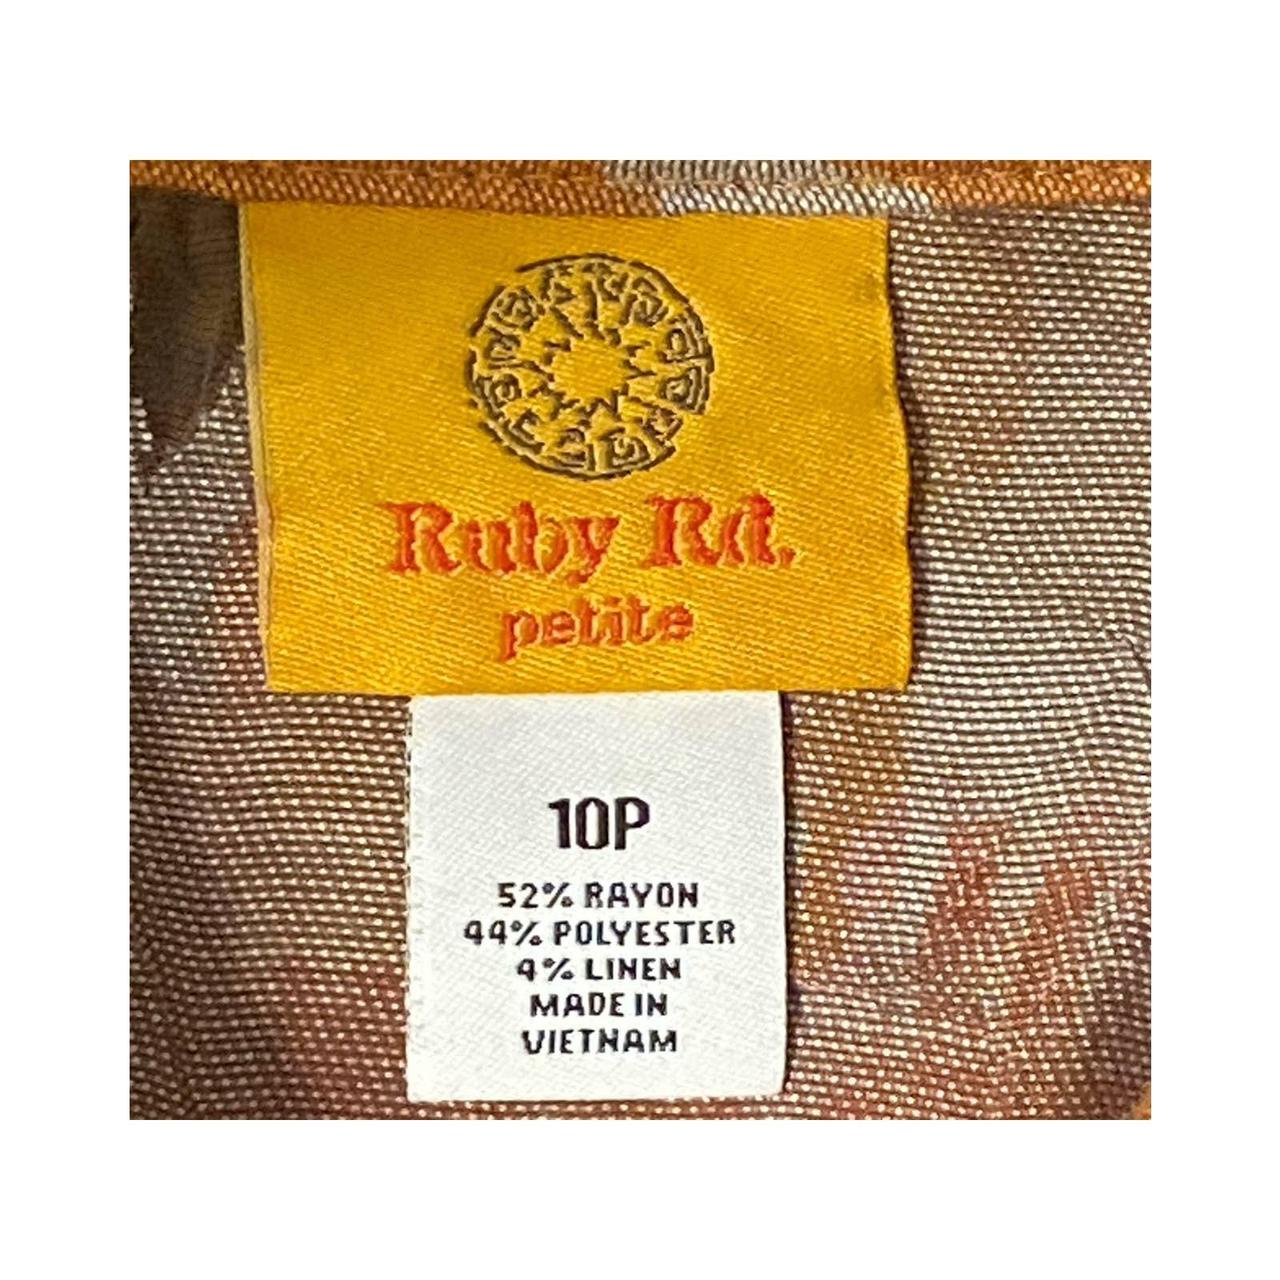 Ruby Rd.
petite
10P
52% RAYON
44% POLYESTER
4% LINEN
MADE IN
VIETNAM